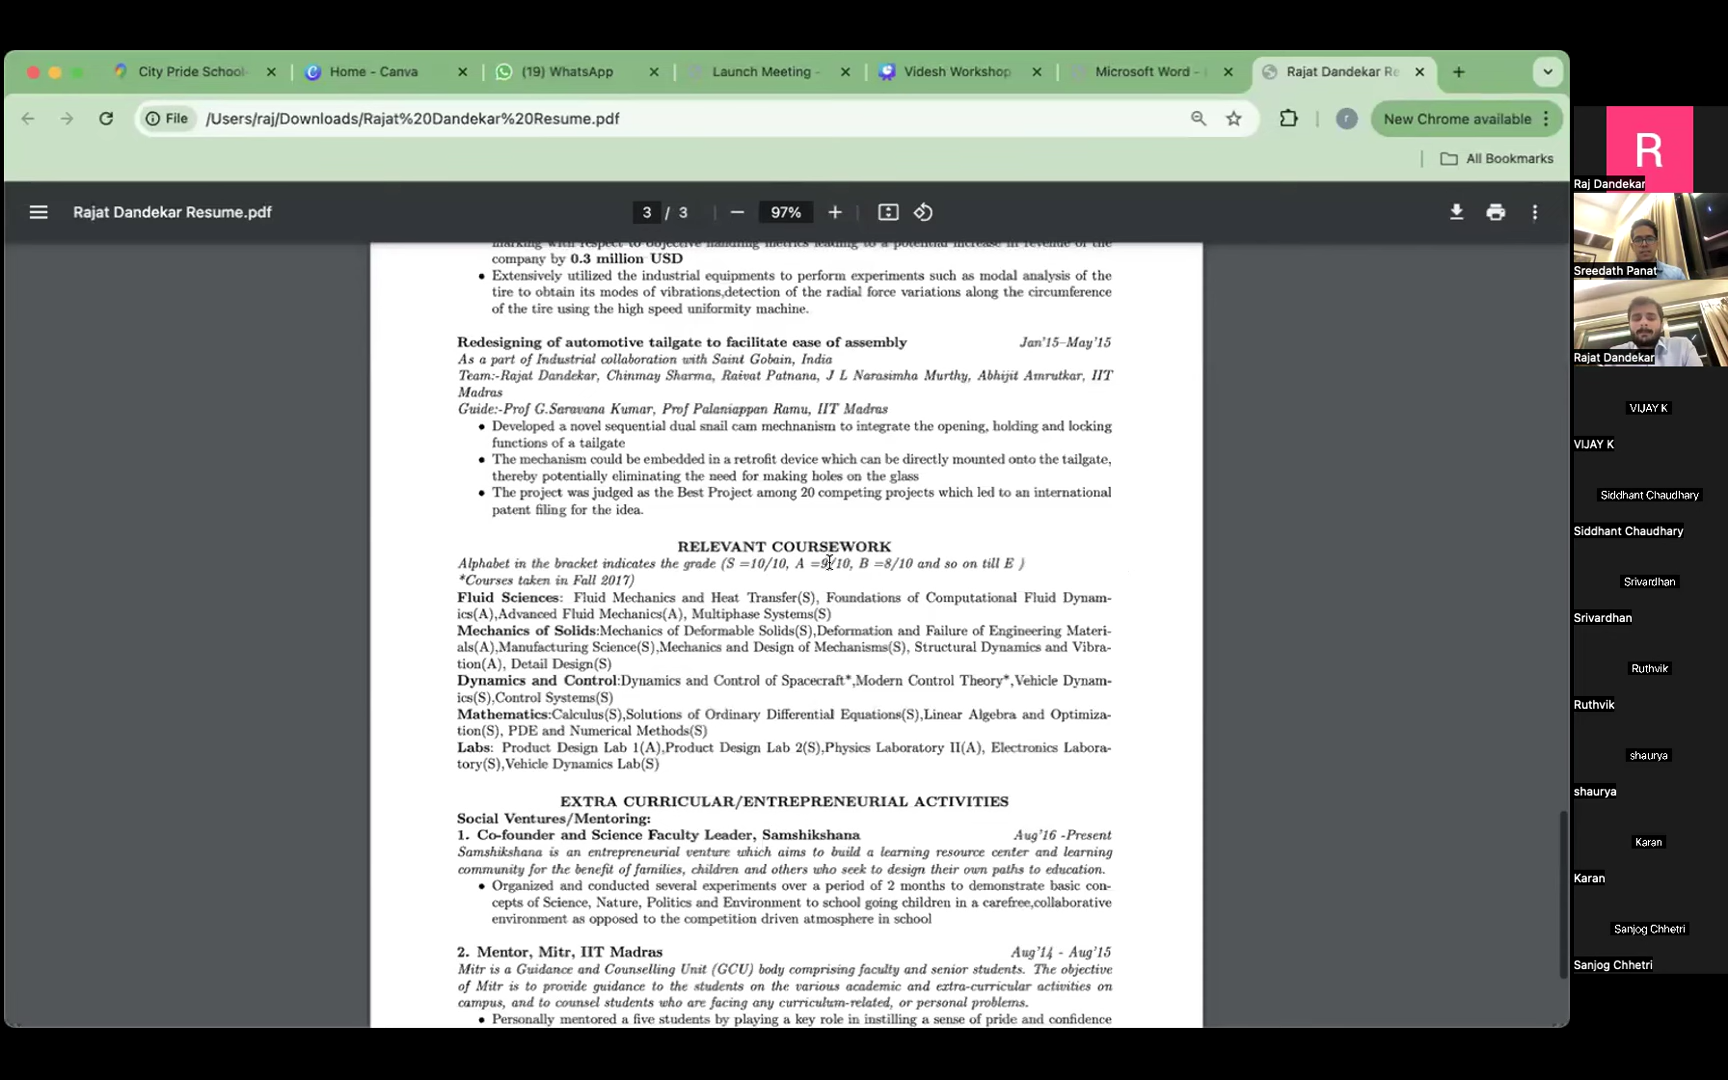 City Pride School
Home - Canva
(19) WhatsApp
Launch Meeting -
Videsh Workshop
Microsoft Word -
Rajat Dandekar Re
File
/Users/raj/Downloads/Rajat%20Dandekar%20Resume.pdf
r
New Chrome available
All Bookmarks
Rajat Dandekar Resume.pdf
3 / 3
97%
marking with respect to objective handling metrics leading to a potential increase in revenue of the
company by 0.3 million USD
• Extensively utilized the industrial equipments to perform experiments such as modal analysis of the
tire to obtain its modes of vibrations,detection of the radial force variations along the circumference
of the tire using the high speed uniformity machine.
Redesigning of automotive tailgate to facilitate ease of assembly Jan'15–May'15
As a part of Industrial collaboration with Saint Gobain, India
Team:-Rajat Dandekar, Chinmay Sharma, Raivat Patnana, J L Narasimha Murthy, Abhijit Amrutkar, IIT
Madras
Guide:-Prof G.Saravana Kumar, Prof Palaniappan Ramu, IIT Madras
• Developed a novel sequential dual snail cam mechnanism to integrate the opening, holding and locking
functions of a tailgate
• The mechanism could be embedded in a retrofit device which can be directly mounted onto the tailgate,
thereby potentially eliminating the need for making holes on the glass
• The project was judged as the Best Project among 20 competing projects which led to an international
patent filing for the idea.
RELEVANT COURSEWORK
Alphabet in the bracket indicates the grade (S =10/10, A =9/10, B =8/10 and so on till E )
*Courses taken in Fall 2017)
Fluid Sciences: Fluid Mechanics and Heat Transfer(S), Foundations of Computational Fluid Dynam-
ics(A),Advanced Fluid Mechanics(A), Multiphase Systems(S)
Mechanics of Solids:Mechanics of Deformable Solids(S),Deformation and Failure of Engineering Materi-
als(A),Manufacturing Science(S),Mechanics and Design of Mechanisms(S), Structural Dynamics and Vibra-
tion(A), Detail Design(S)
Dynamics and Control:Dynamics and Control of Spacecraft*,Modern Control Theory*,Vehicle Dynam-
ics(S),Control Systems(S)
Mathematics:Calculus(S),Solutions of Ordinary Differential Equations(S),Linear Algebra and Optimiza-
tion(S), PDE and Numerical Methods(S)
Labs: Product Design Lab 1(A),Product Design Lab 2(S),Physics Laboratory II(A), Electronics Labora-
tory(S),Vehicle Dynamics Lab(S)
EXTRA CURRICULAR/ENTREPRENEURIAL ACTIVITIES
Social Ventures/Mentoring:
1. Co-founder and Science Faculty Leader, Samshikshana Aug'16 -Present
Samshikshana is an entrepreneurial venture which aims to build a learning resource center and learning
community for the benefit of families, children and others who seek to design their own paths to education.
• Organized and conducted several experiments over a period of 2 months to demonstrate basic con-
cepts of Science, Nature, Politics and Environment to school going children in a carefree,collaborative
environment as opposed to the competition driven atmosphere in school
2. Mentor, Mitr, IIT Madras Aug'14 - Aug'15
Mitr is a Guidance and Counselling Unit (GCU) body comprising faculty and senior students. The objective
of Mitr is to provide guidance to the students on the various academic and extra-curricular activities on
campus, and to counsel students who are facing any curriculum-related, or personal problems.
• Personally mentored a five students by playing a key role in instilling a sense of pride and confidence
R
Raj Dandekar
Sreedath Panat
Rajat Dandekar
VIJAY K
VIJAY K
Siddhant Chaudhary
Siddhant Chaudhary
Srivardhan
Srivardhan
Ruthvik
Ruthvik
shaurya
shaurya
Karan
Karan
Sanjog Chhetri
Sanjog Chhetri